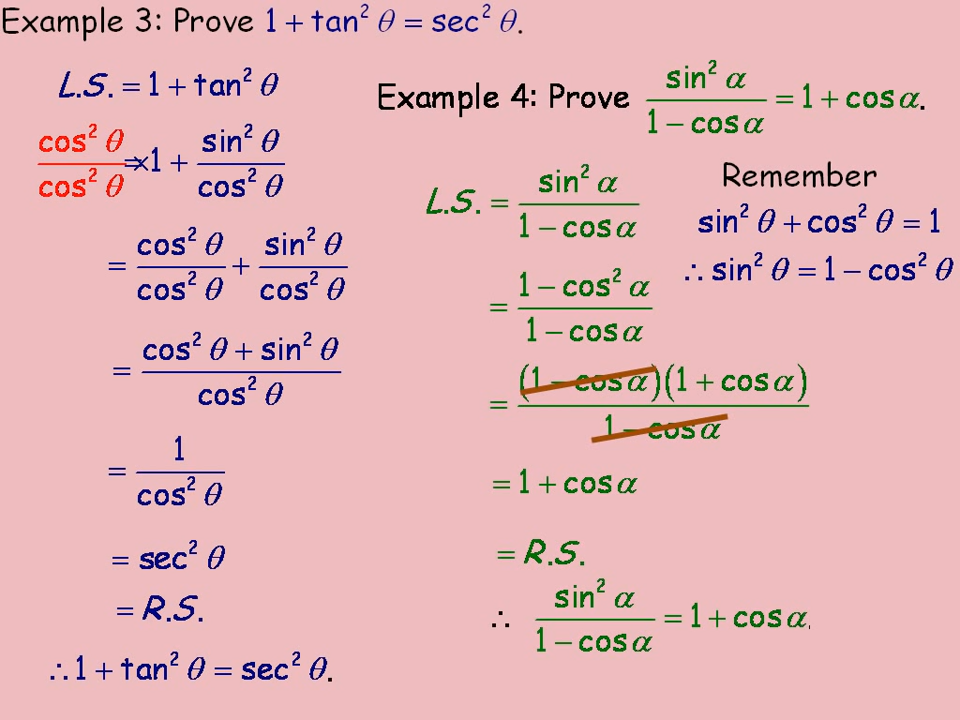 Example 3: Prove 1 + tan² θ = sec² θ.
L.S. = 1 + tan² θ
cos² θ / cos² θ ⇒ × 1 + sin² θ / cos² θ
= cos² θ / cos² θ + sin² θ / cos² θ
= (cos² θ + sin² θ) / cos² θ
= 1 / cos² θ
= sec² θ
= R.S.
∴ 1 + tan² θ = sec² θ.
Example 4: Prove sin² α / (1 − cos α) = 1 + cos α.
L.S. = sin² α / (1 − cos α)
= (1 − cos² α) / (1 − cos α)
= (1 − cos α)(1 + cos α) / (1 − cos α)
= 1 + cos α
= R.S.
∴ sin² α / (1 − cos α) = 1 + cos α.
Remember
sin² θ + cos² θ = 1
∴ sin² θ = 1 − cos² θ